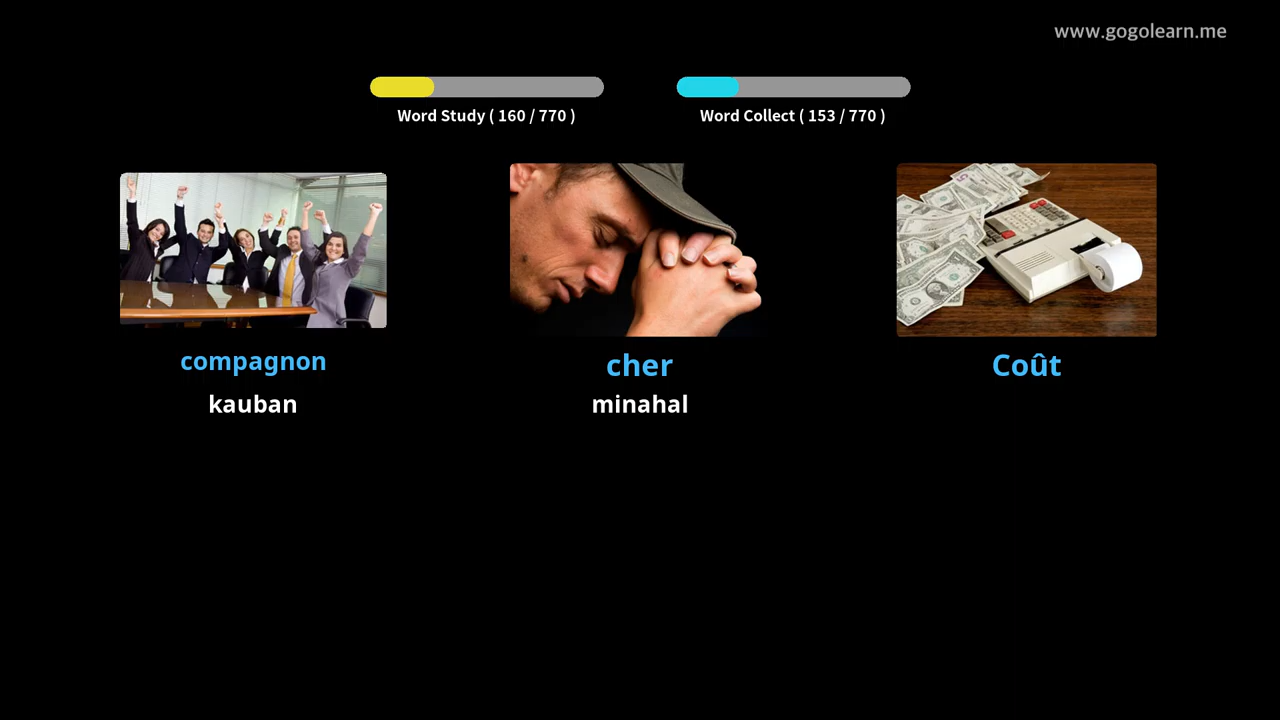 www.gogolearn.me
Word Study ( 160 / 770 )
Word Collect ( 153 / 770 )
compagnon
kauban
cher
minahal
Coût